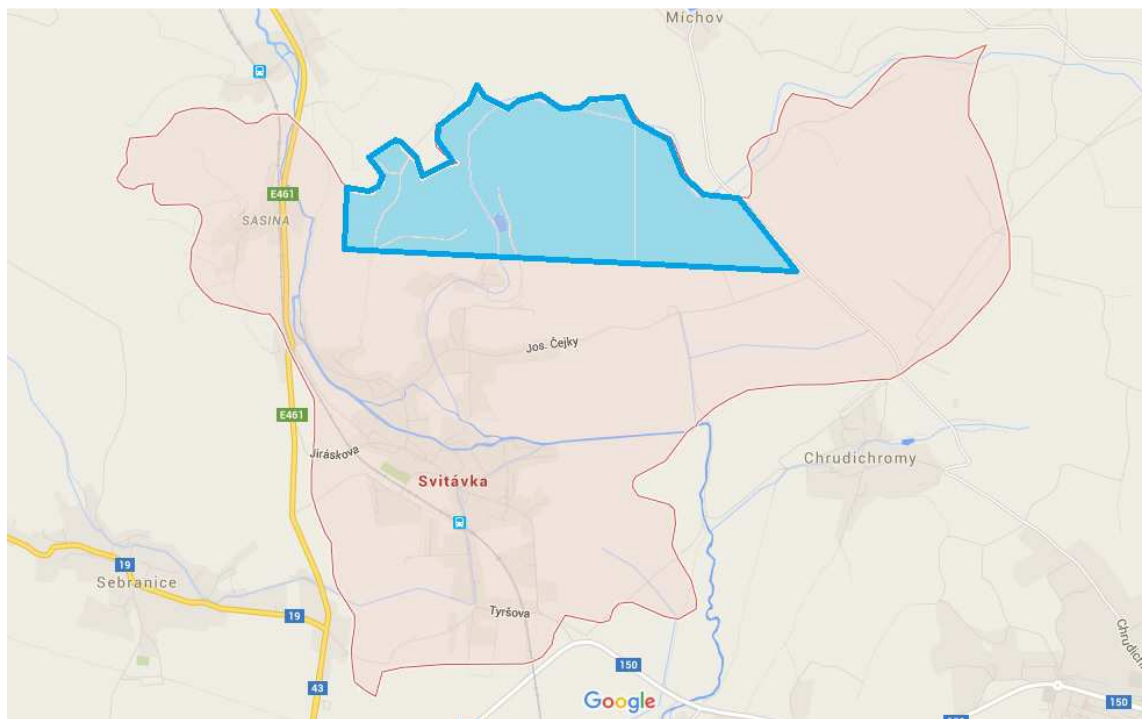 Míchov
E461
SASINA
Jos. Čejky
E461
Jiráskova
Chrudichromy
Svitávka
19
Sebranice
Tyršova
19
150
43
Google
150